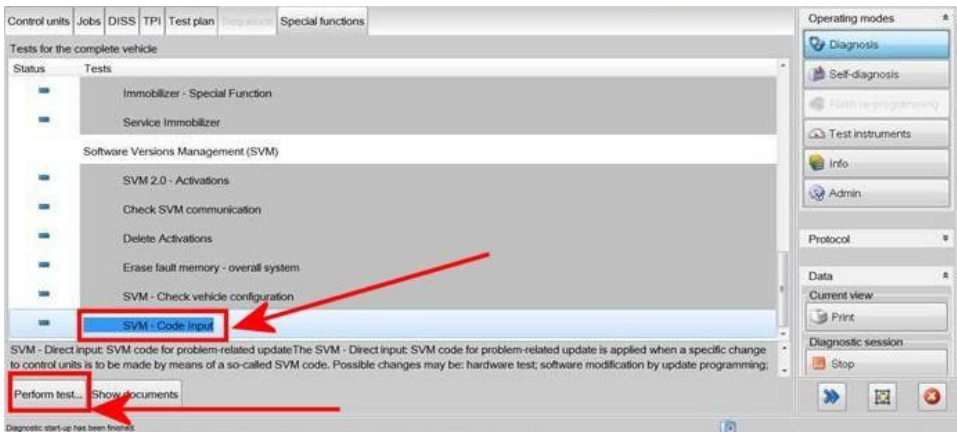 Control units Jobs DISS TPI Test plan Sequence Special functions
Tests for the complete vehicle
Status Tests
Immobilizer - Special Function
Service Immobilizer
Software Versions Management (SVM)
SVM 2.0 - Activations
Check SVM communication
Delete Activations
Erase fault memory - overall system
SVM - Check vehicle configuration
SVM - Code Input
SVM - Direct input: SVM code for problem-related updateThe SVM - Direct input: SVM code for problem-related update is applied when a specific change
to control units is to be made by means of a so-called SVM code. Possible changes may be: hardware test; software modification by update programming;
Perform test... Show documents
Diagnostic start-up has been finished.
Operating modes
Diagnosis
Self-diagnosis
Flash re-programming
Test instruments
Info
Admin
Protocol
Data
Current view
Print
Diagnostic session
Stop